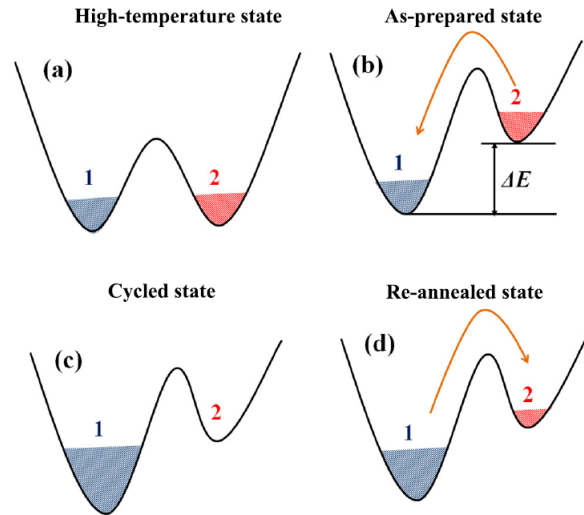 High-temperature state
As-prepared state
(a)
1
2
(b)
1
2
ΔE
Cycled state
Re-annealed state
(c)
1
2
(d)
1
2